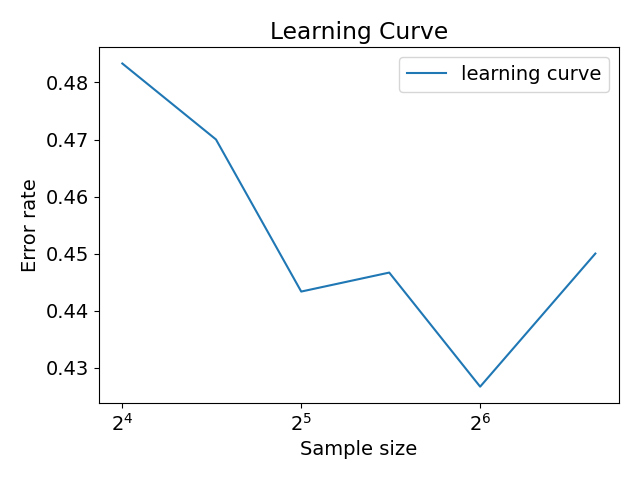 Learning Curve
learning curve
0.48
0.47
0.46
0.45
0.44
0.43
Error rate
2⁴
2⁵
2⁶
Sample size